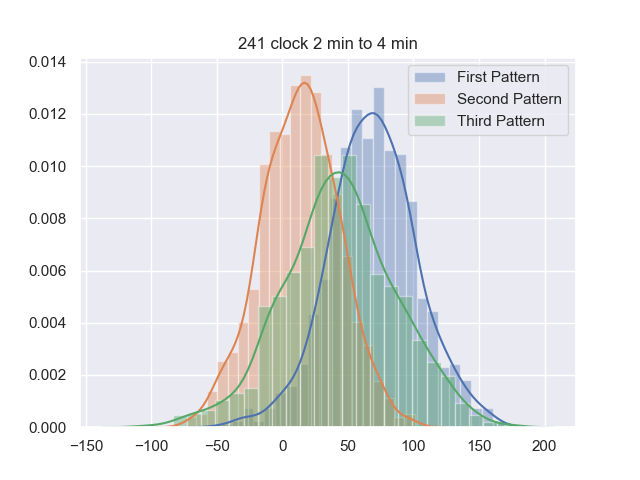 241 clock 2 min to 4 min
First Pattern
Second Pattern
Third Pattern
0.014
0.012
0.010
0.008
0.006
0.004
0.002
0.000
−150 −100 −50 0 50 100 150 200